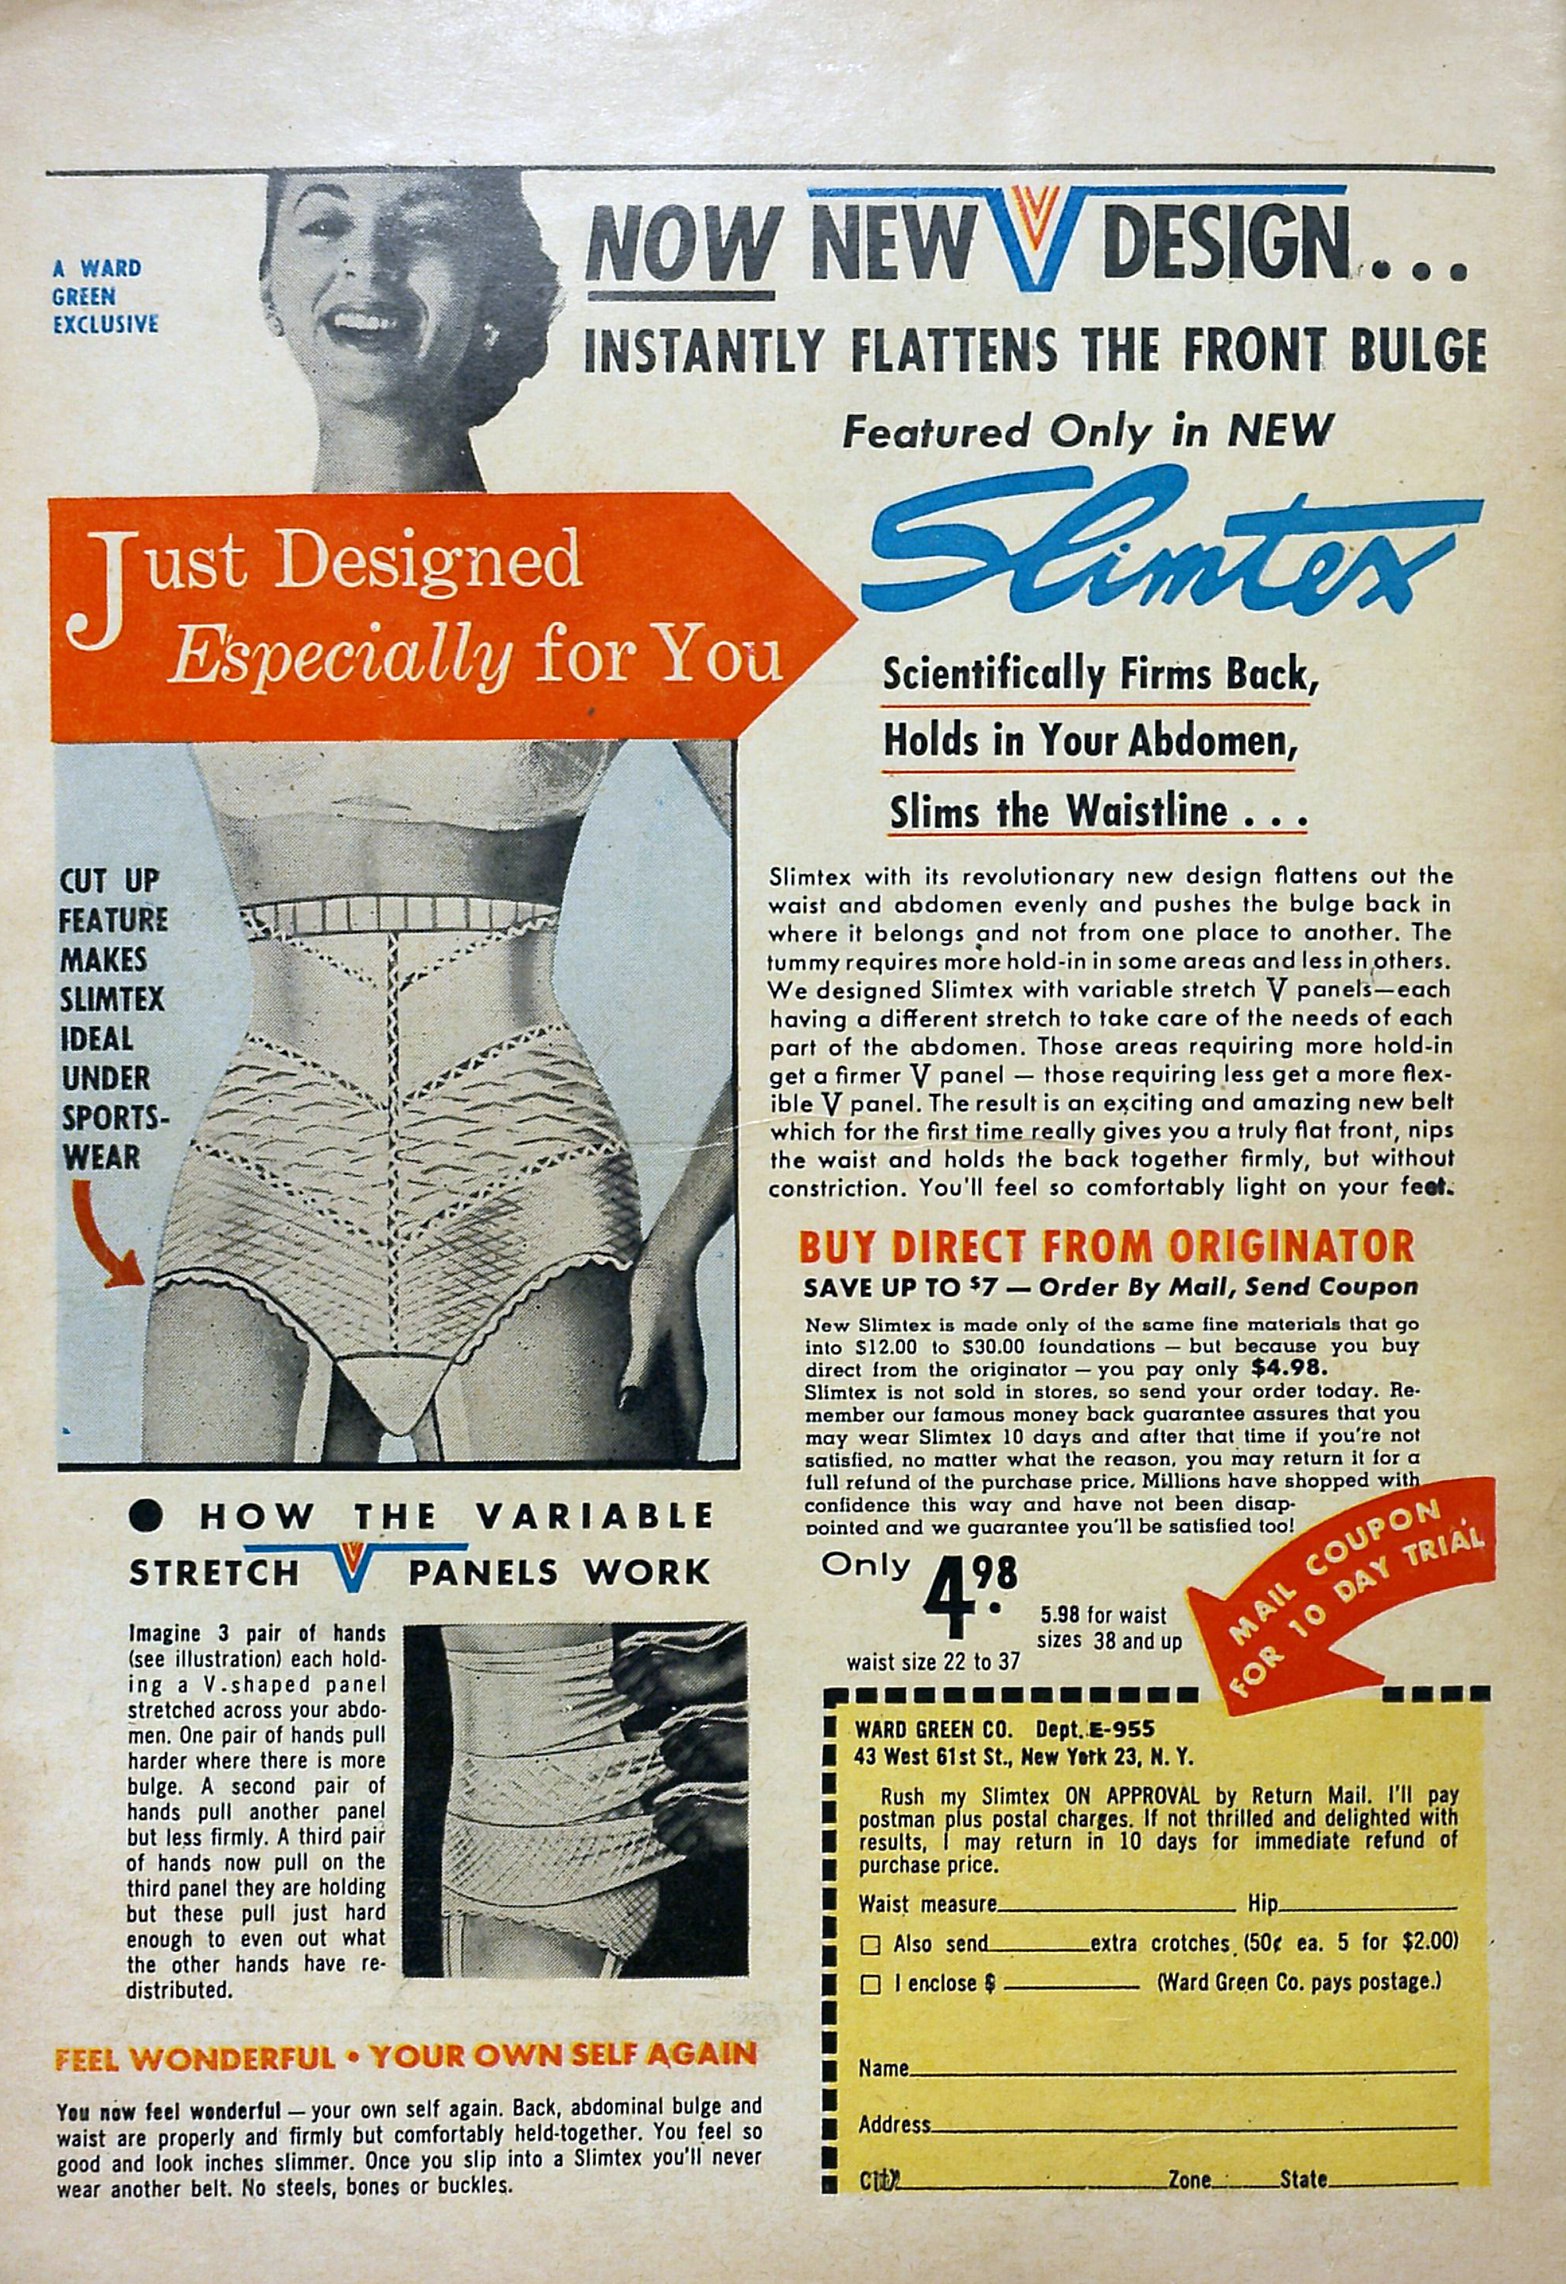 A WARD
GREEN
EXCLUSIVE
NOW NEW V DESIGN...
INSTANTLY FLATTENS THE FRONT BULGE
Featured Only in NEW
Slimtex
Just Designed
Especially for You
Scientifically Firms Back,
Holds in Your Abdomen,
Slims the Waistline . . .
CUT UP
FEATURE
MAKES
SLIMTEX
IDEAL
UNDER
SPORTS-
WEAR
Slimtex with its revolutionary new design flattens out the
waist and abdomen evenly and pushes the bulge back in
where it belongs and not from one place to another. The
tummy requires more hold-in in some areas and less in others.
We designed Slimtex with variable stretch V panels—each
having a different stretch to take care of the needs of each
part of the abdomen. Those areas requiring more hold-in
get a firmer V panel — those requiring less get a more flex-
ible V panel. The result is an exciting and amazing new belt
which for the first time really gives you a truly flat front, nips
the waist and holds the back together firmly, but without
constriction. You'll feel so comfortably light on your feet.
BUY DIRECT FROM ORIGINATOR
SAVE UP TO $7 — Order By Mail, Send Coupon
New Slimtex is made only of the same fine materials that go
into $12.00 to $30.00 foundations — but because you buy
direct from the originator — you pay only $4.98.
Slimtex is not sold in stores, so send your order today. Re-
member our famous money back guarantee assures that you
may wear Slimtex 10 days and after that time if you're not
satisfied, no matter what the reason, you may return it for a
full refund of the purchase price. Millions have shopped with
confidence this way and have not been disap-
pointed and we guarantee you'll be satisfied too!
Only 4.98
waist size 22 to 37
5.98 for waist
sizes 38 and up
MAIL COUPON
FOR 10 DAY TRIAL
● HOW THE VARIABLE
STRETCH V PANELS WORK
Imagine 3 pair of hands
(see illustration) each hold-
ing a V-shaped panel
stretched across your abdo-
men. One pair of hands pull
harder where there is more
bulge. A second pair of
hands pull another panel
but less firmly. A third pair
of hands now pull on the
third panel they are holding
but these pull just hard
enough to even out what
the other hands have re-
distributed.
FEEL WONDERFUL • YOUR OWN SELF AGAIN
You now feel wonderful — your own self again. Back, abdominal bulge and
waist are properly and firmly but comfortably held-together. You feel so
good and look inches slimmer. Once you slip into a Slimtex you'll never
wear another belt. No steels, bones or buckles.
WARD GREEN CO. Dept. E-955
43 West 61st St., New York 23, N. Y.
Rush my Slimtex ON APPROVAL by Return Mail. I'll pay
postman plus postal charges. If not thrilled and delighted with
results, I may return in 10 days for immediate refund of
purchase price.
Waist measure Hip
☐ Also send extra crotches. (50¢ ea. 5 for $2.00)
☐ I enclose $ (Ward Green Co. pays postage.)
Name
Address
City Zone State